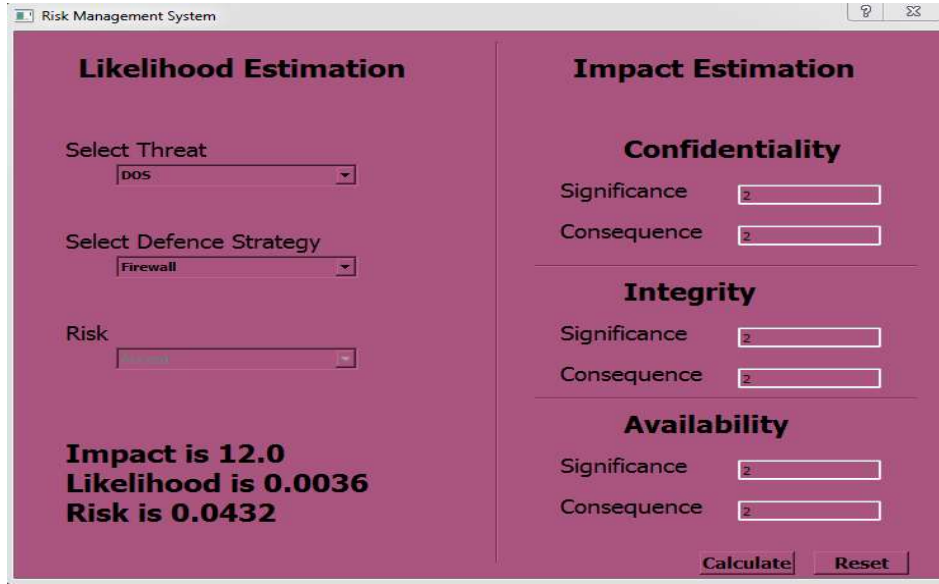 Risk Management System
Likelihood Estimation
Select Threat
DOS
Select Defence Strategy
Firewall
Risk
Impact is 12.0
Likelihood is 0.0036
Risk is 0.0432
Impact Estimation
Confidentiality
Significance 2
Consequence 2
Integrity
Significance 2
Consequence 2
Availability
Significance 2
Consequence 2
Calculate Reset